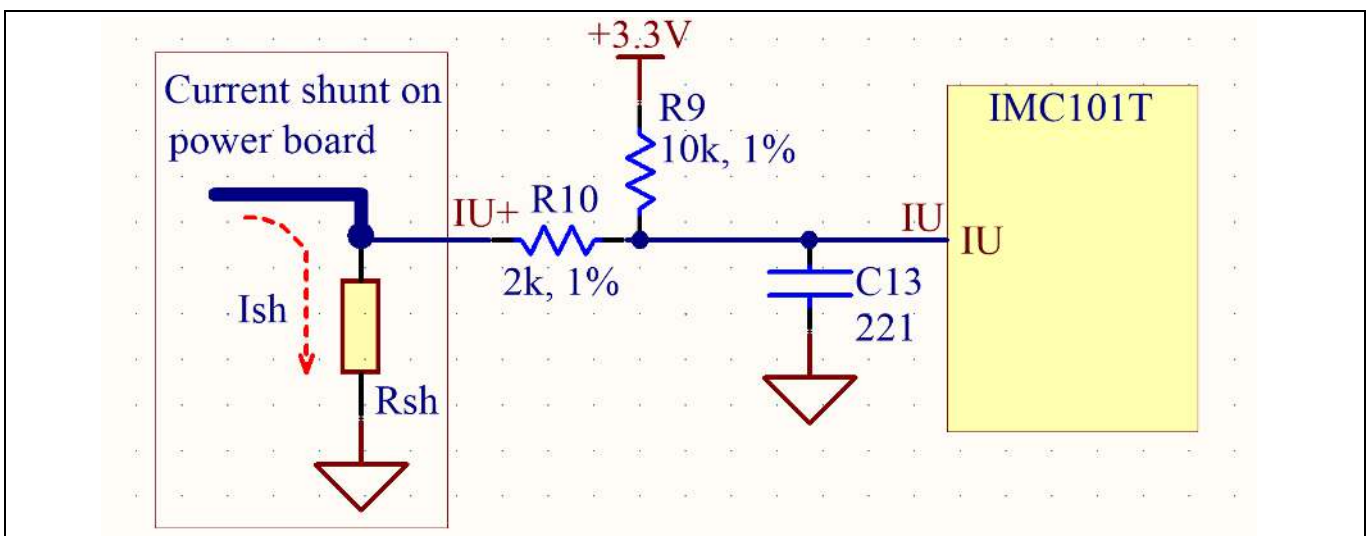 +3.3V
Current shunt on
power board
R9
10k, 1%
IMC101T
IU+
R10
IU
IU
2k, 1%
C13
221
Ish
Rsh